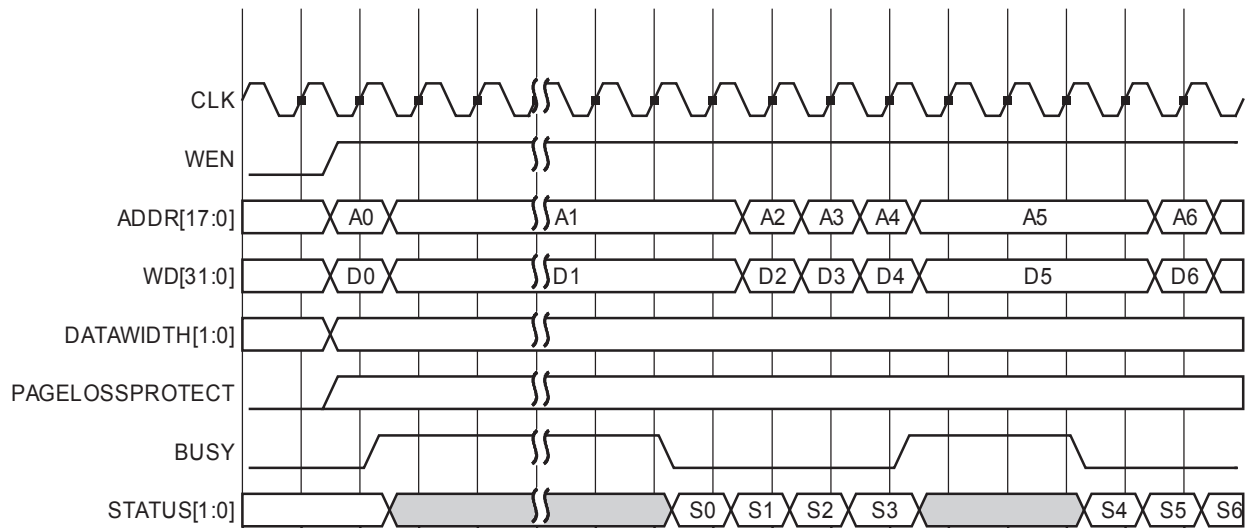 CLK
WEN
ADDR[17:0] A0 A1 A2 A3 A4 A5 A6
WD[31:0] D0 D1 D2 D3 D4 D5 D6
DATAWIDTH[1:0]
PAGELOSSPROTECT
BUSY
STATUS[1:0] S0 S1 S2 S3 S4 S5 S6